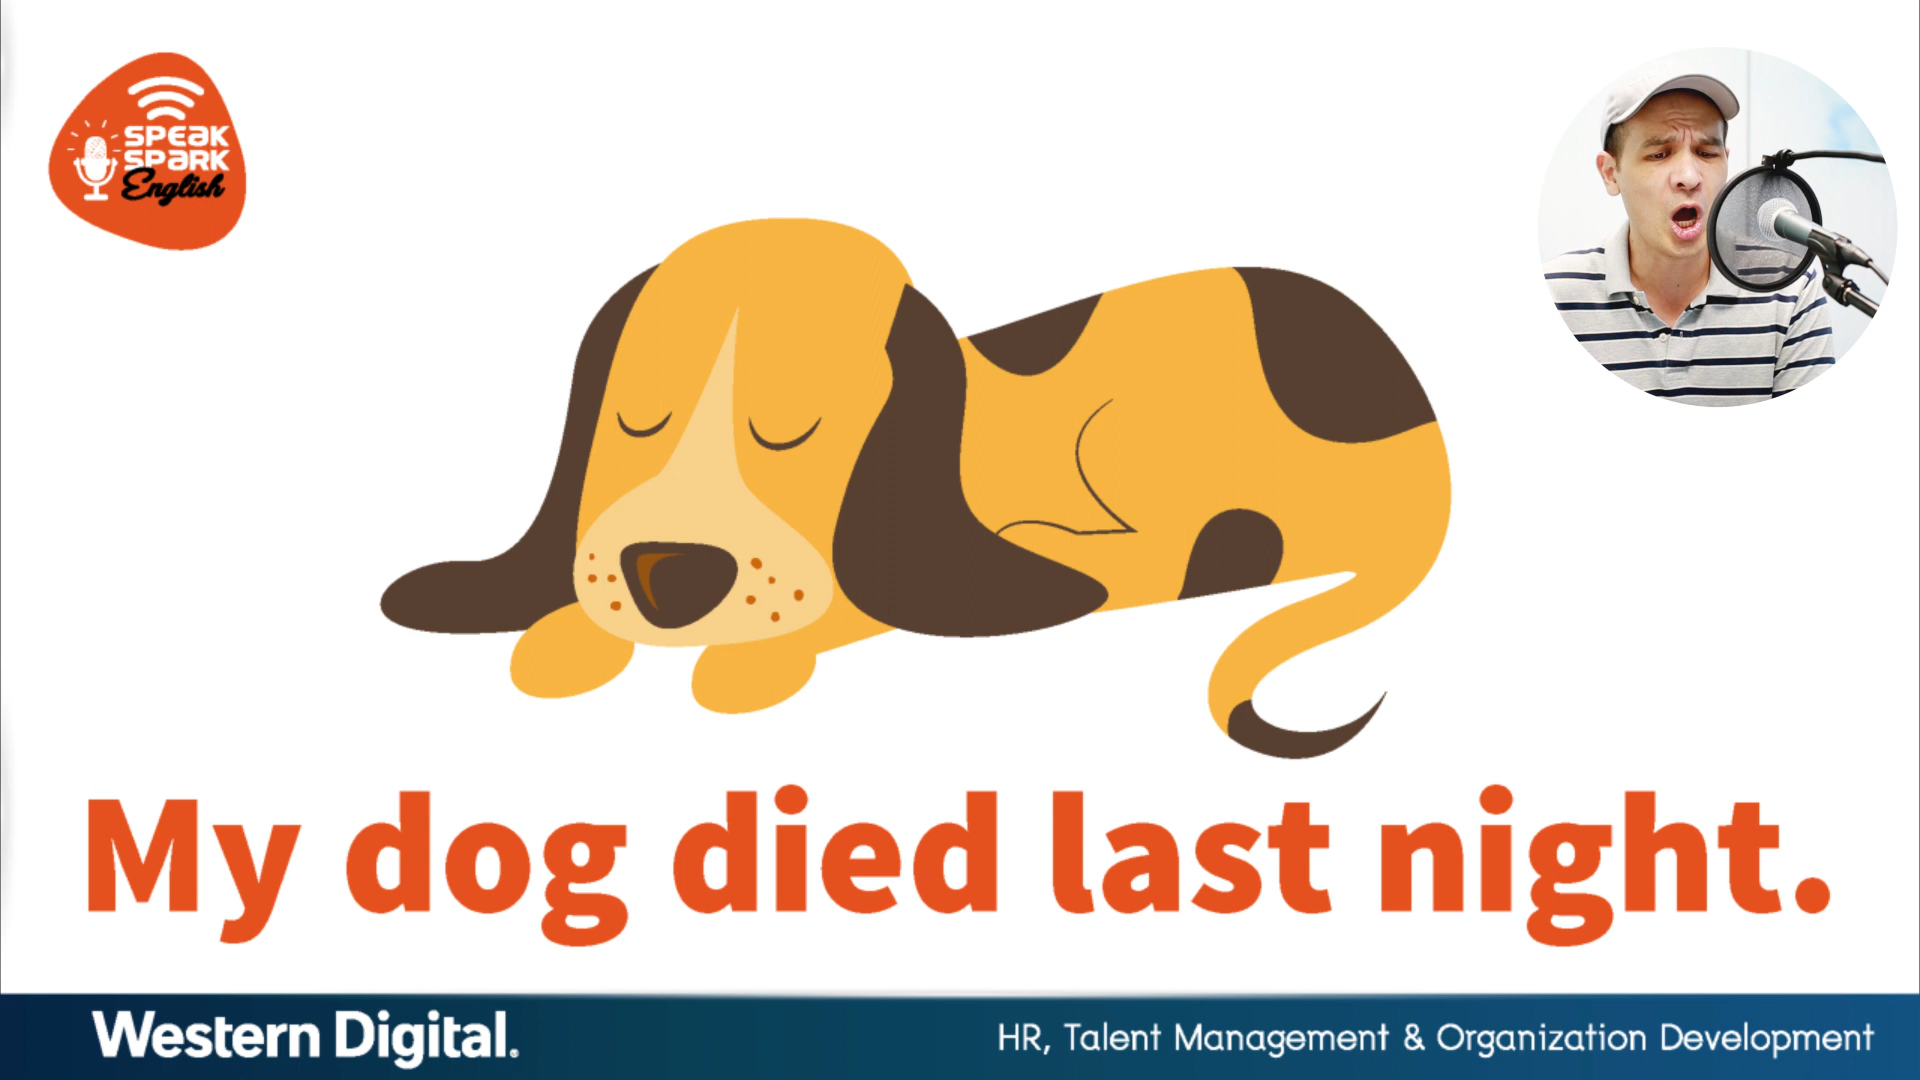 SPEAK
SPARK
English
My dog died last night.
Western Digital.
HR, Talent Management & Organization Development